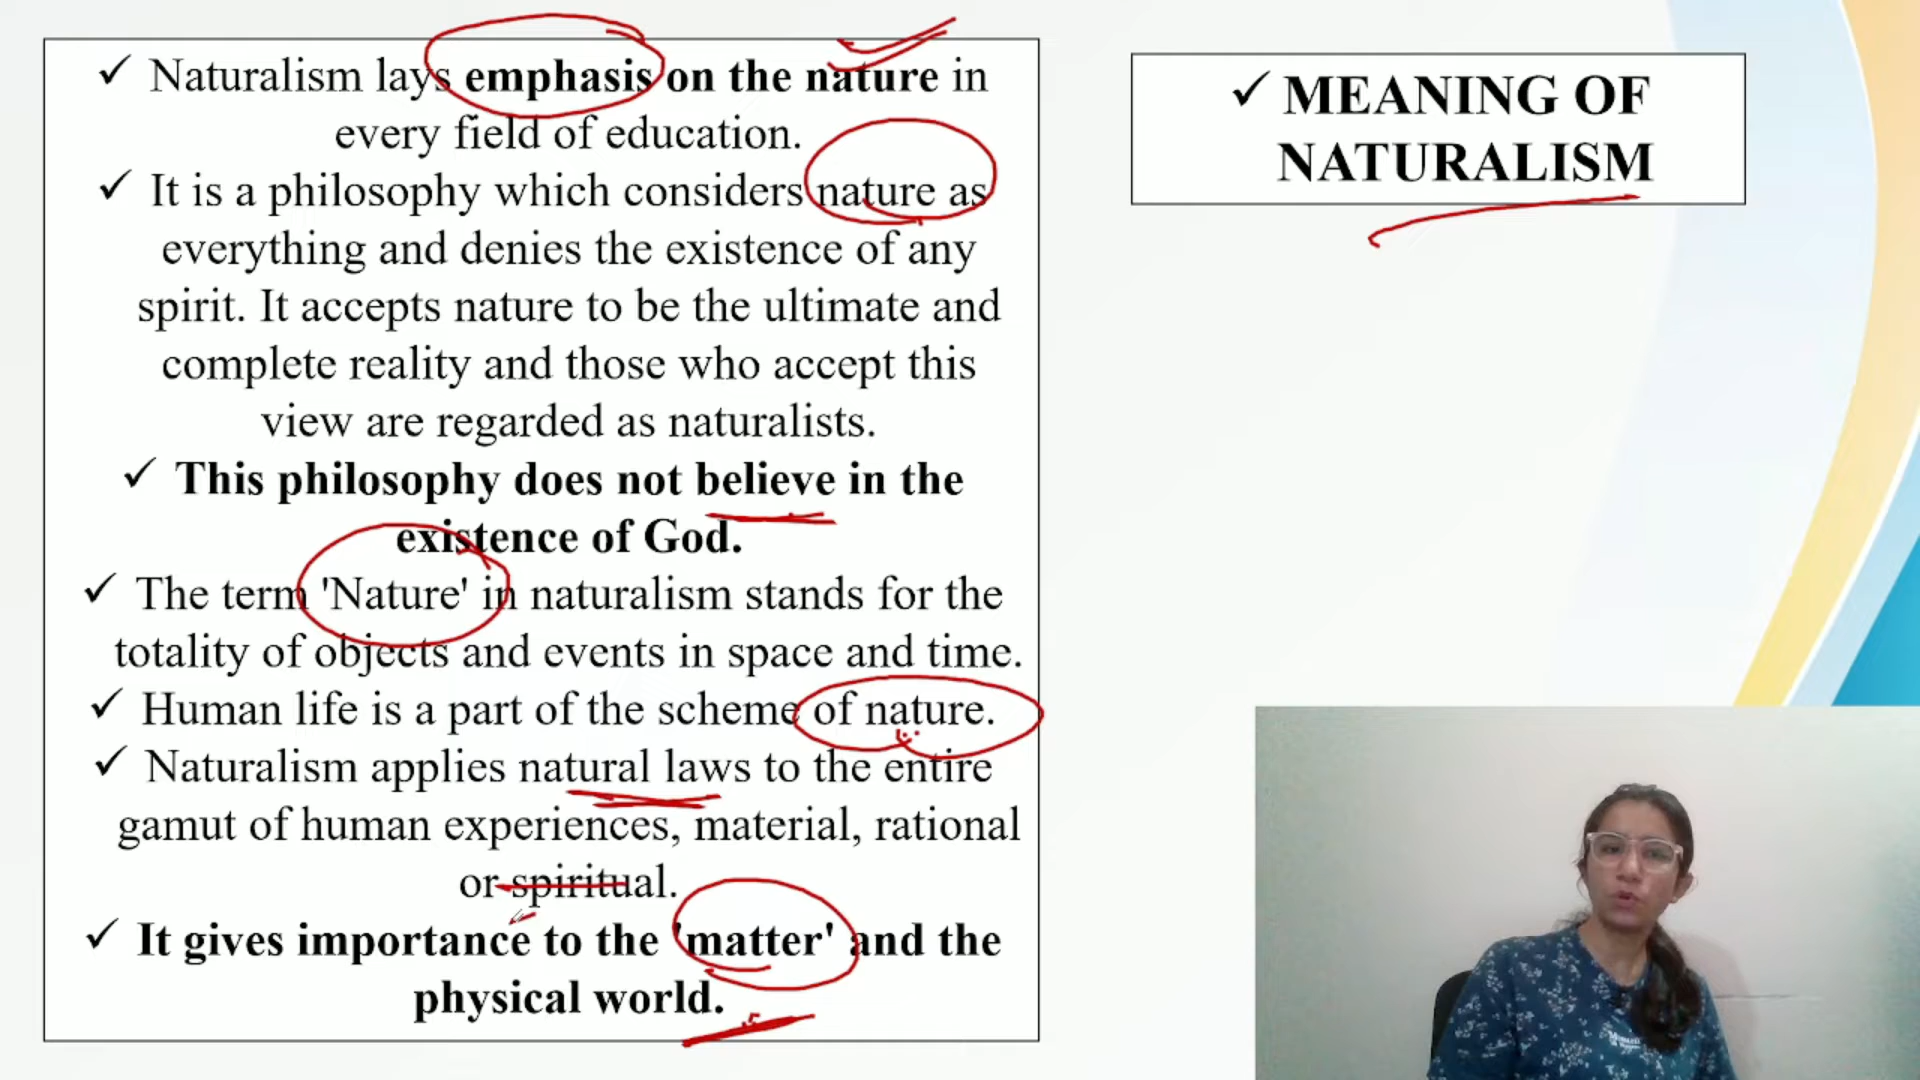 ✓ Naturalism lays emphasis on the nature in
every field of education.
✓ It is a philosophy which considers nature as
everything and denies the existence of any
spirit. It accepts nature to be the ultimate and
complete reality and those who accept this
view are regarded as naturalists.
✓ This philosophy does not believe in the
existence of God.
✓ The term 'Nature' in naturalism stands for the
totality of objects and events in space and time.
✓ Human life is a part of the scheme of nature.
✓ Naturalism applies natural laws to the entire
gamut of human experiences, material, rational
or spiritual.
✓ It gives importance to the 'matter' and the
physical world.
✓ MEANING OF
NATURALISM